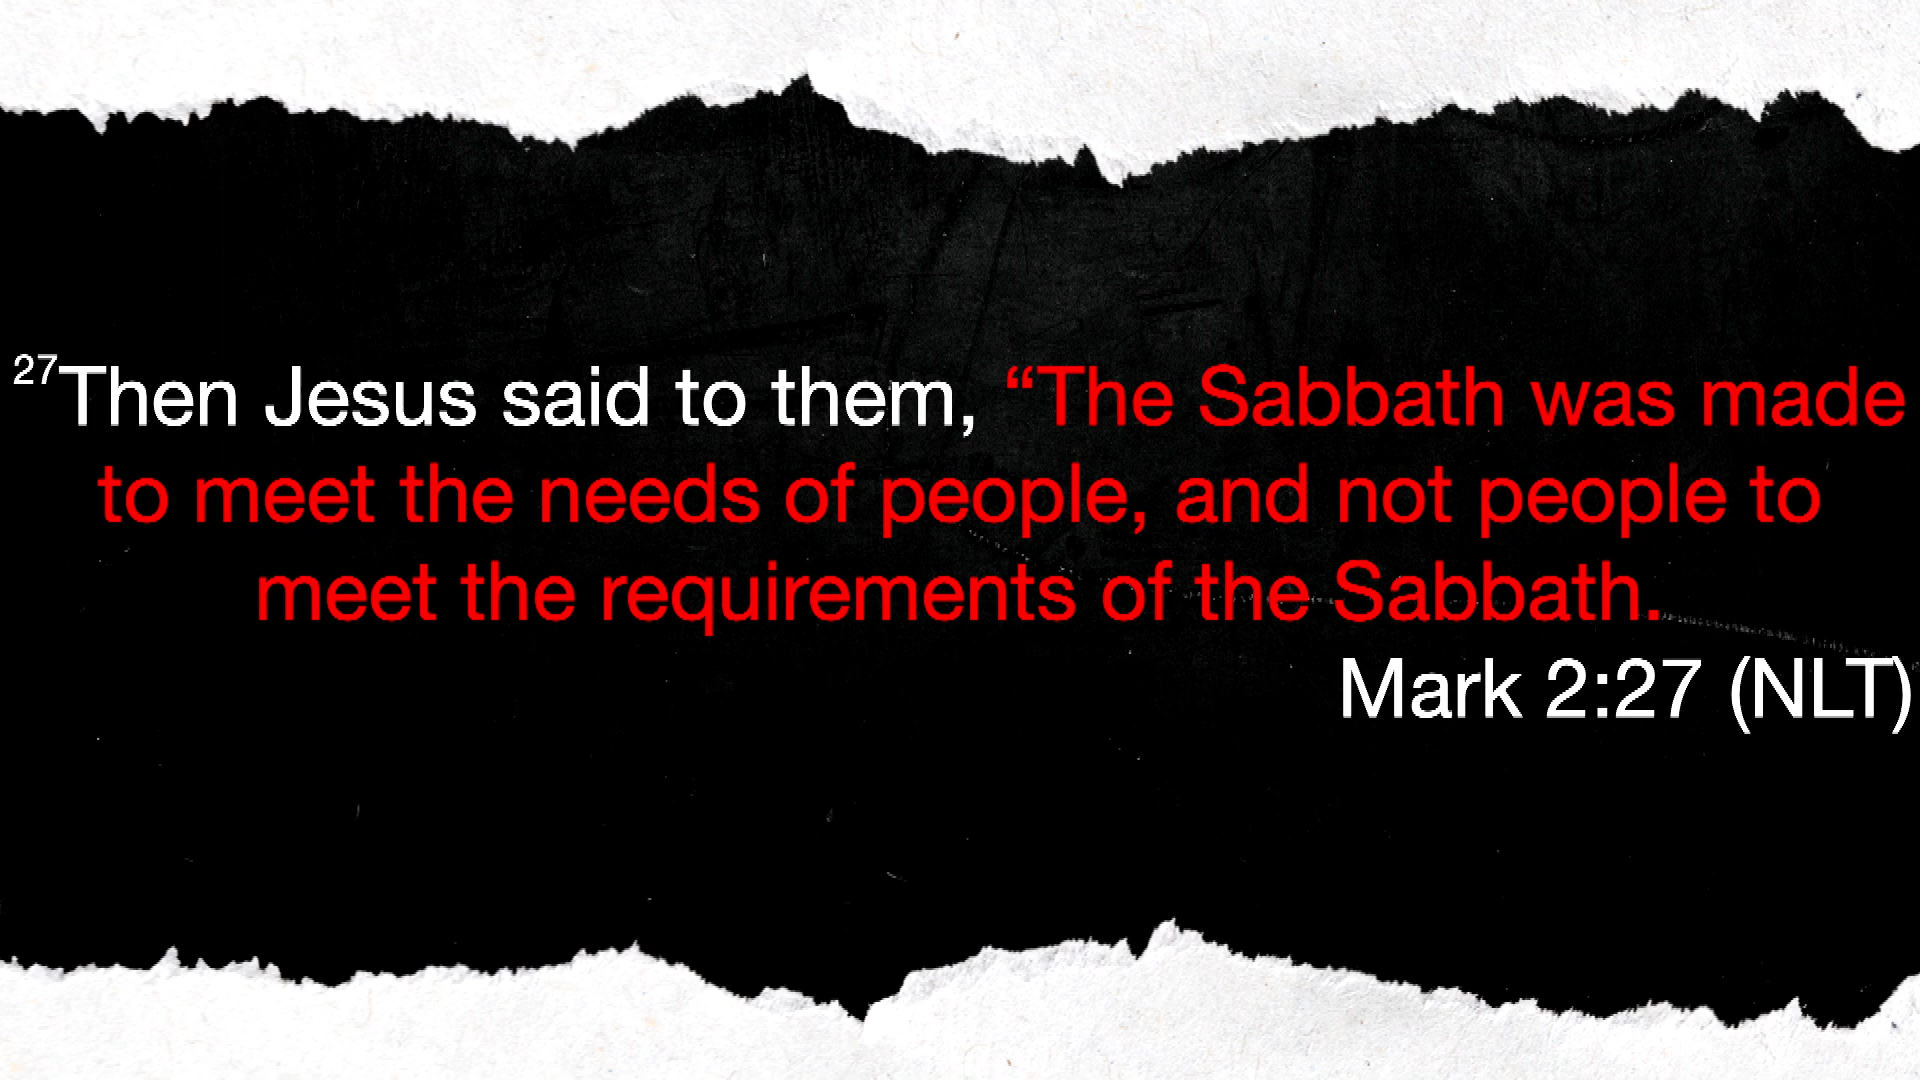 27Then Jesus said to them, “The Sabbath was made
to meet the needs of people, and not people to
meet the requirements of the Sabbath.
Mark 2:27 (NLT)